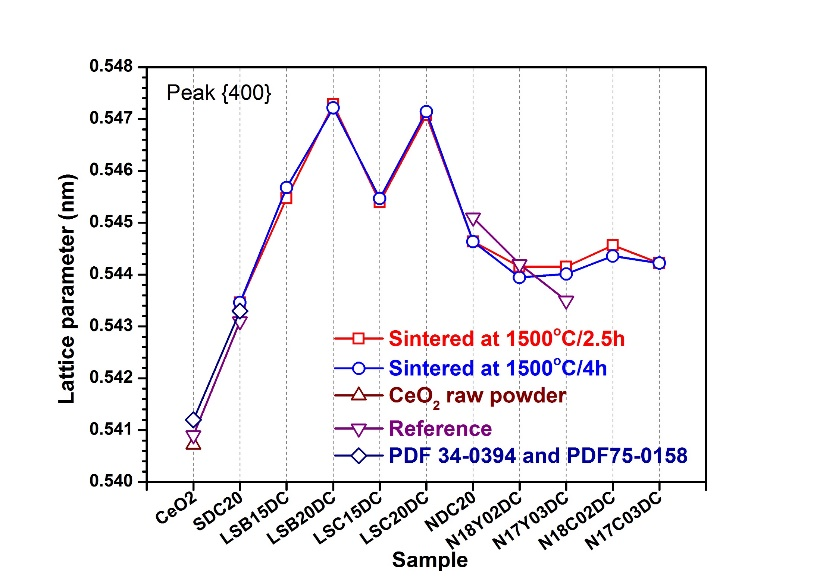 0.548
Peak {400}
0.547
0.546
0.545
0.544
0.543
0.542
0.541
0.540
Lattice parameter (nm)
Sintered at 1500°C/2.5h
Sintered at 1500°C/4h
CeO₂ raw powder
Reference
PDF 34-0394 and PDF75-0158
CeO2
SDC20
LSB15DC
LSB20DC
LSC15DC
LSC20DC
NDC20
N18Y02DC
N17Y03DC
N18C02DC
N17C03DC
Sample